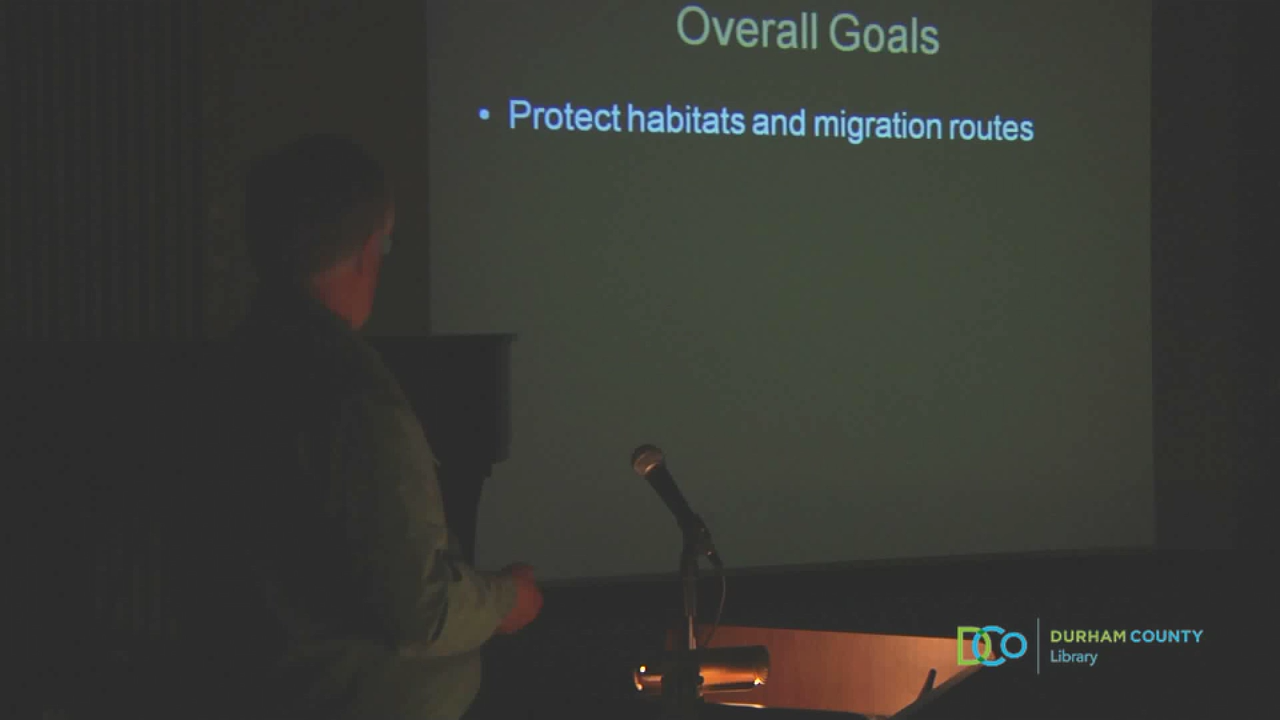 Overall Goals
• Protect habitats and migration routes
DCo
DURHAM COUNTY
Library